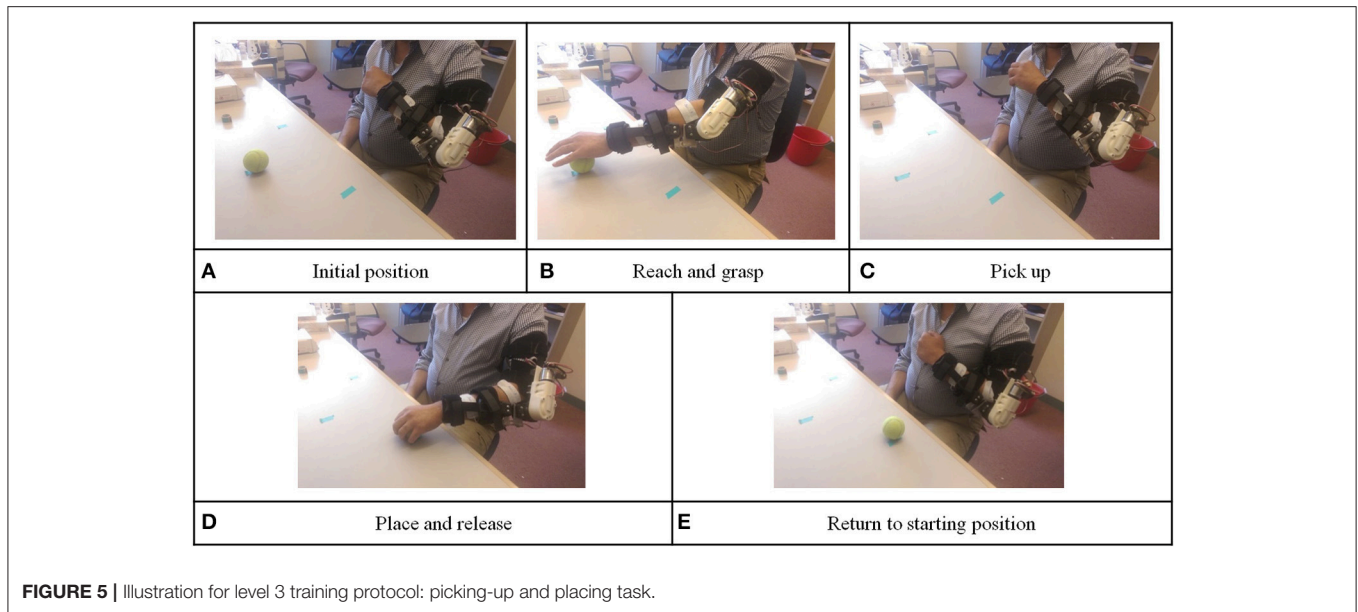 A Initial position
B Reach and grasp
C Pick up
D Place and release
E Return to starting position
FIGURE 5 | Illustration for level 3 training protocol: picking-up and placing task.